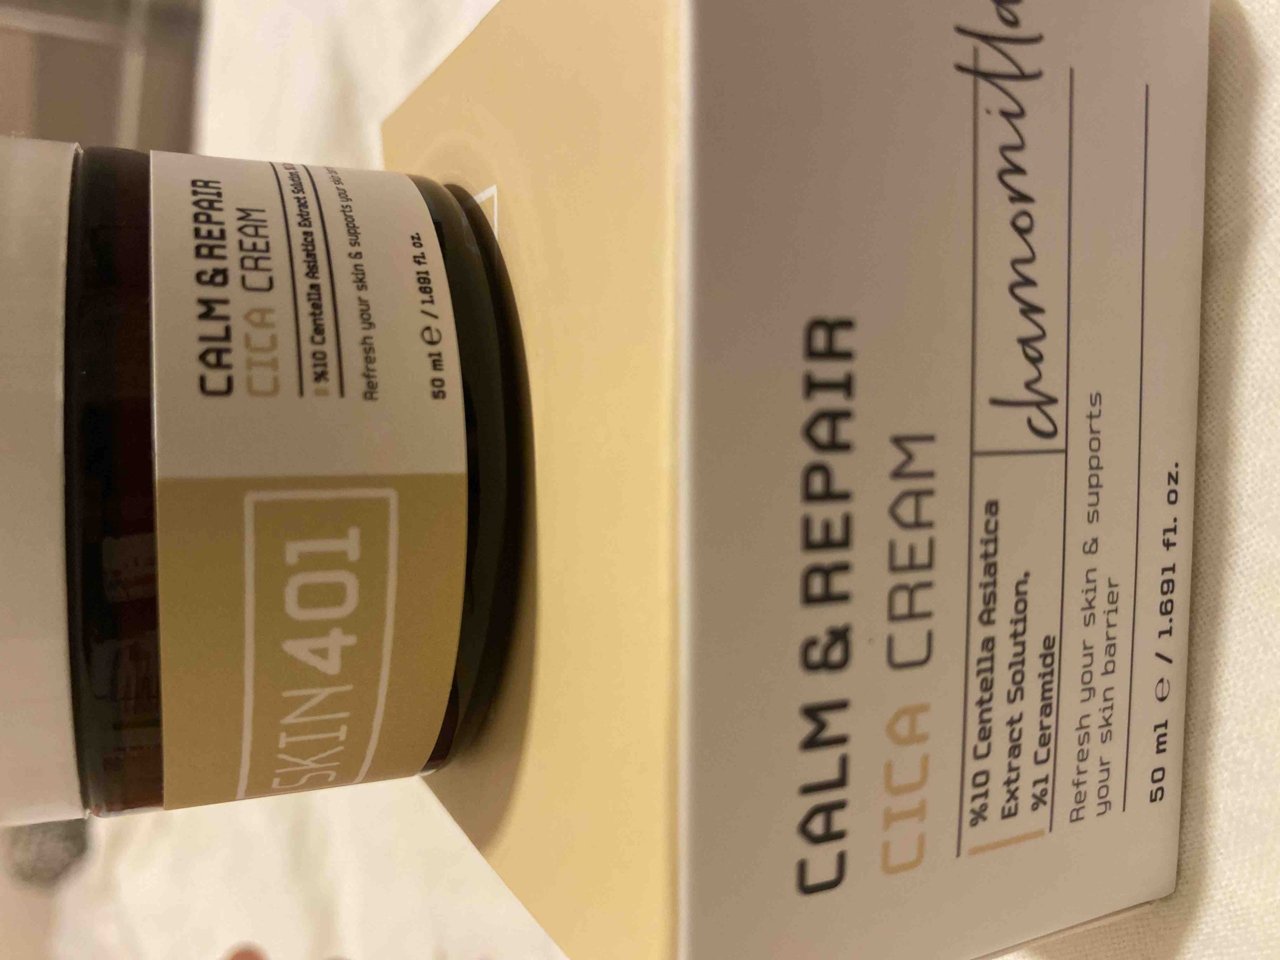 SKIN401
CALM & REPAIR
CICA CREAM
%10 Centella Asiatica Extract Solution
Refresh your skin & supports your skin
50 ml e / 1.691 fl. oz.
CALM & REPAIR
CICA CREAM
%10 Centella Asiatica
Extract Solution,
%1 Ceramide
chamomilla
Refresh your skin & supports
your skin barrier
50 ml e / 1.691 fl. oz.